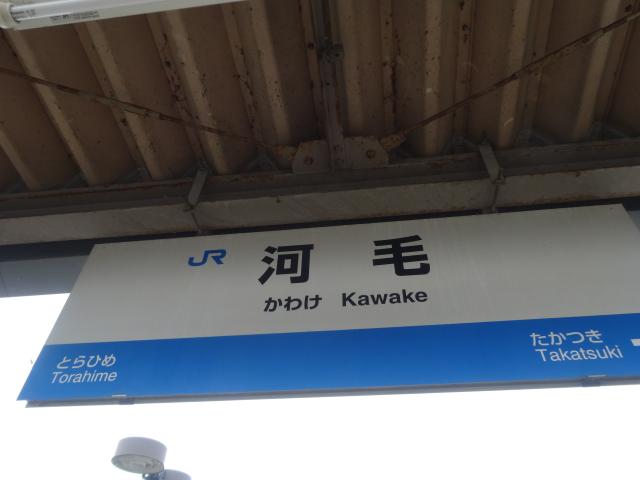 JR 河毛
かわけ Kawake
とらひめ
Torahime
たかつき
Takatsuki